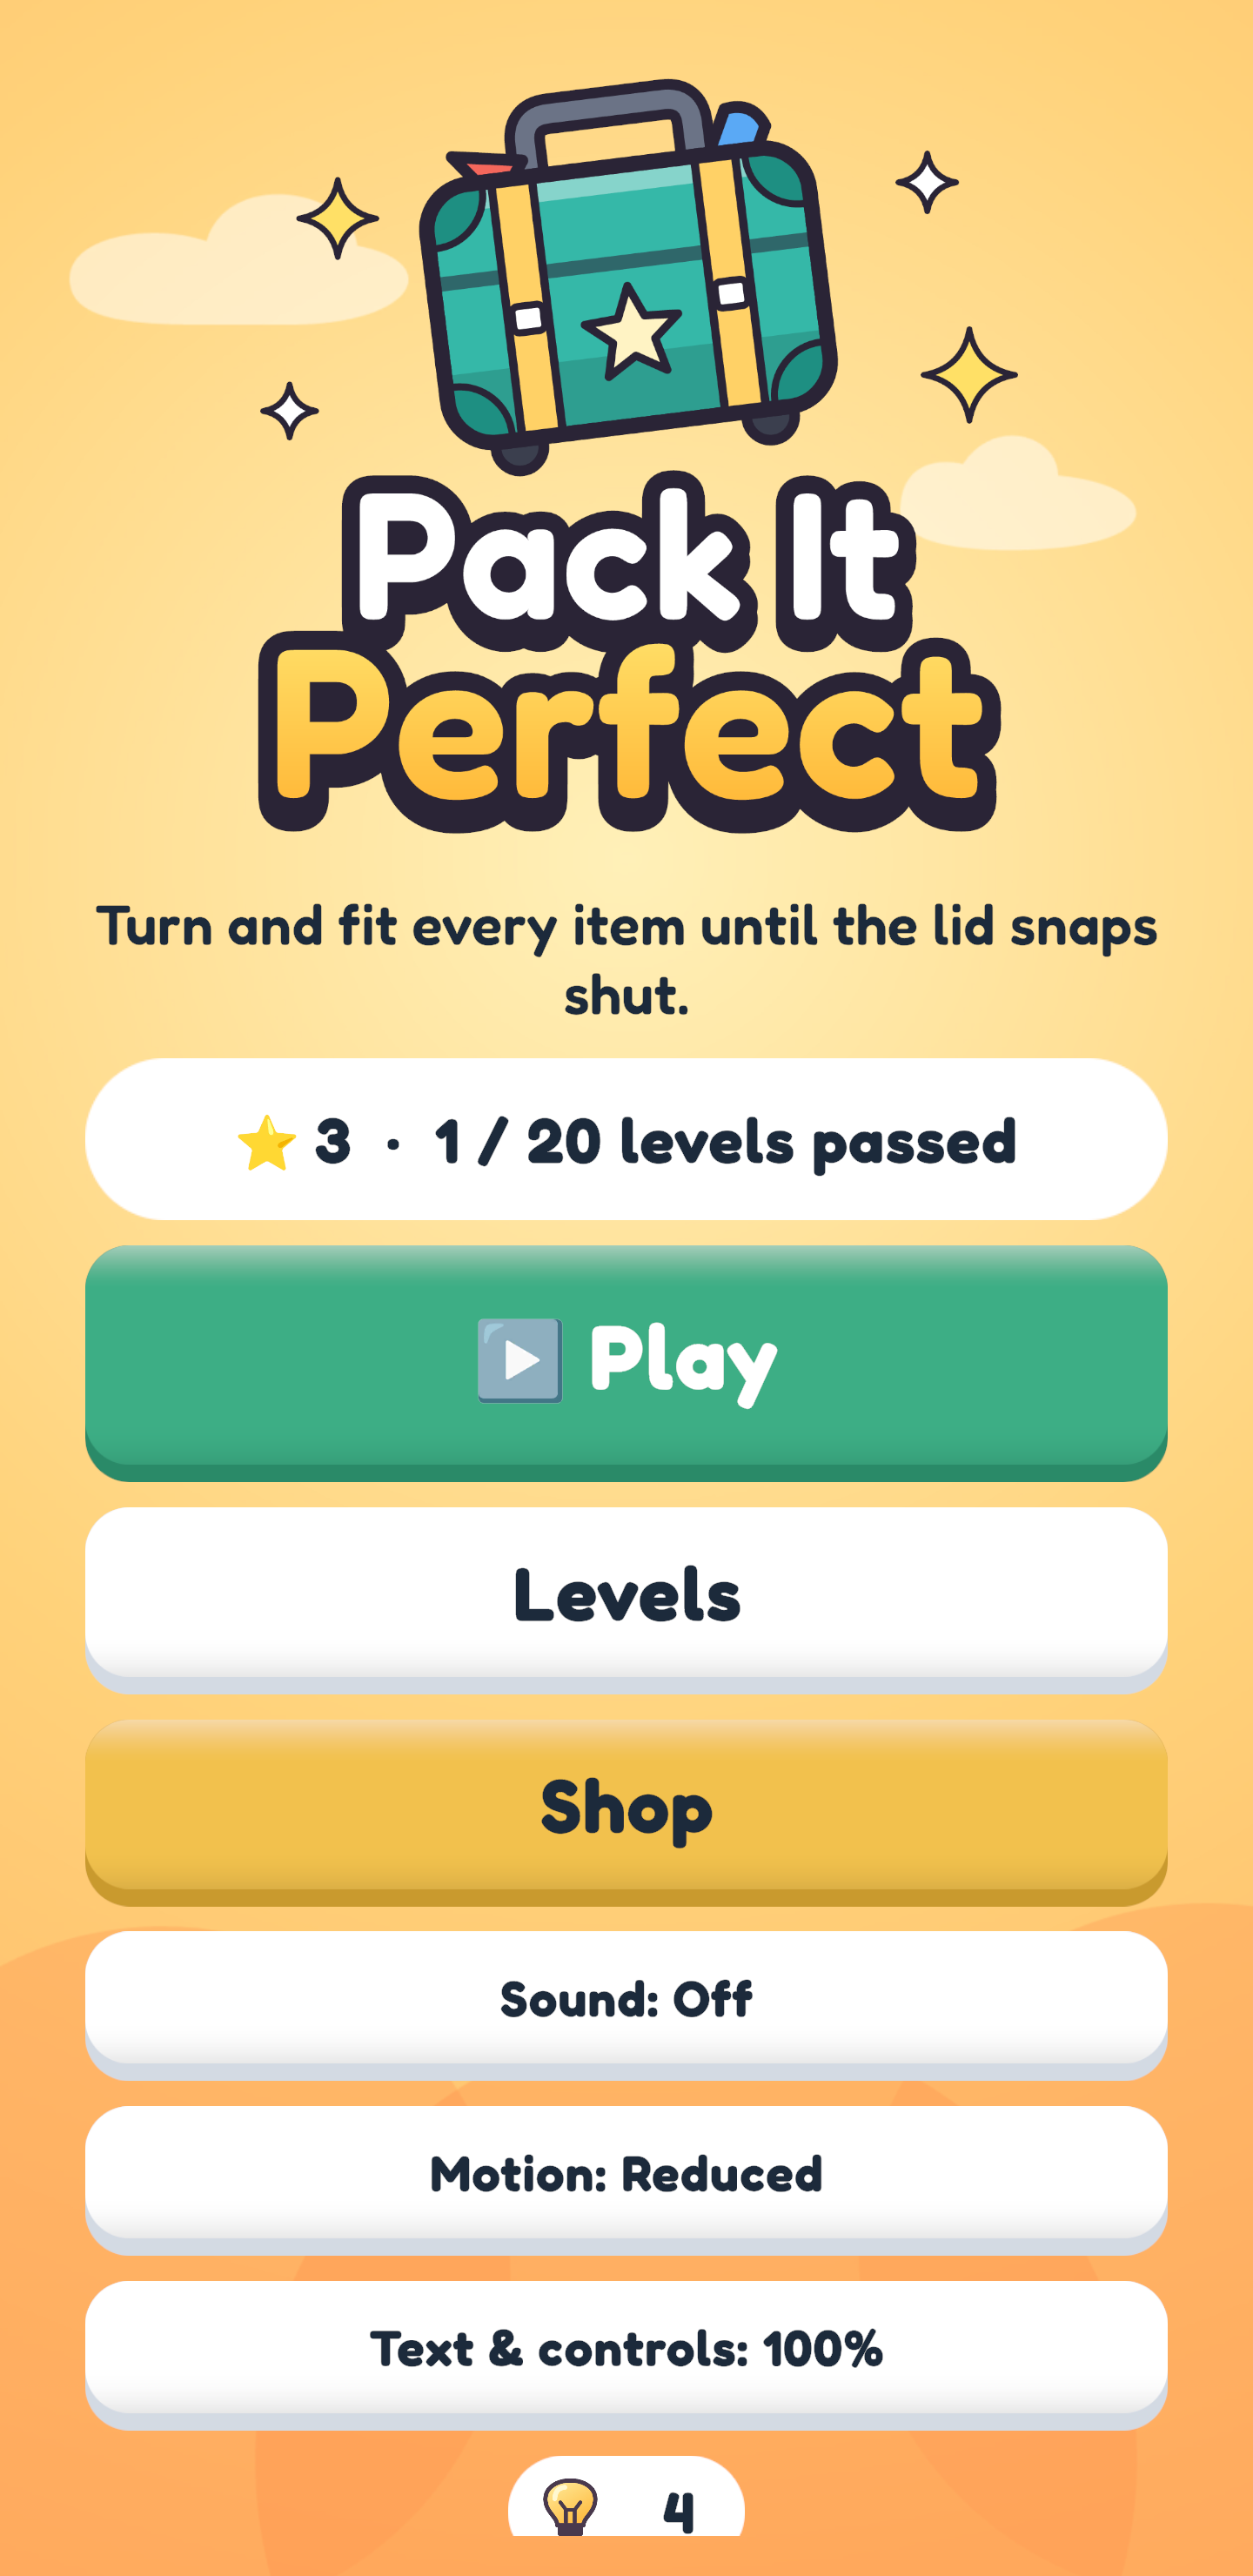 Pack It
Perfect
Turn and fit every item until the lid snaps
shut.
⭐ 3 · 1 / 20 levels passed
▶️ Play
Levels
Shop
Sound: Off
Motion: Reduced
Text & controls: 100%
💡 4